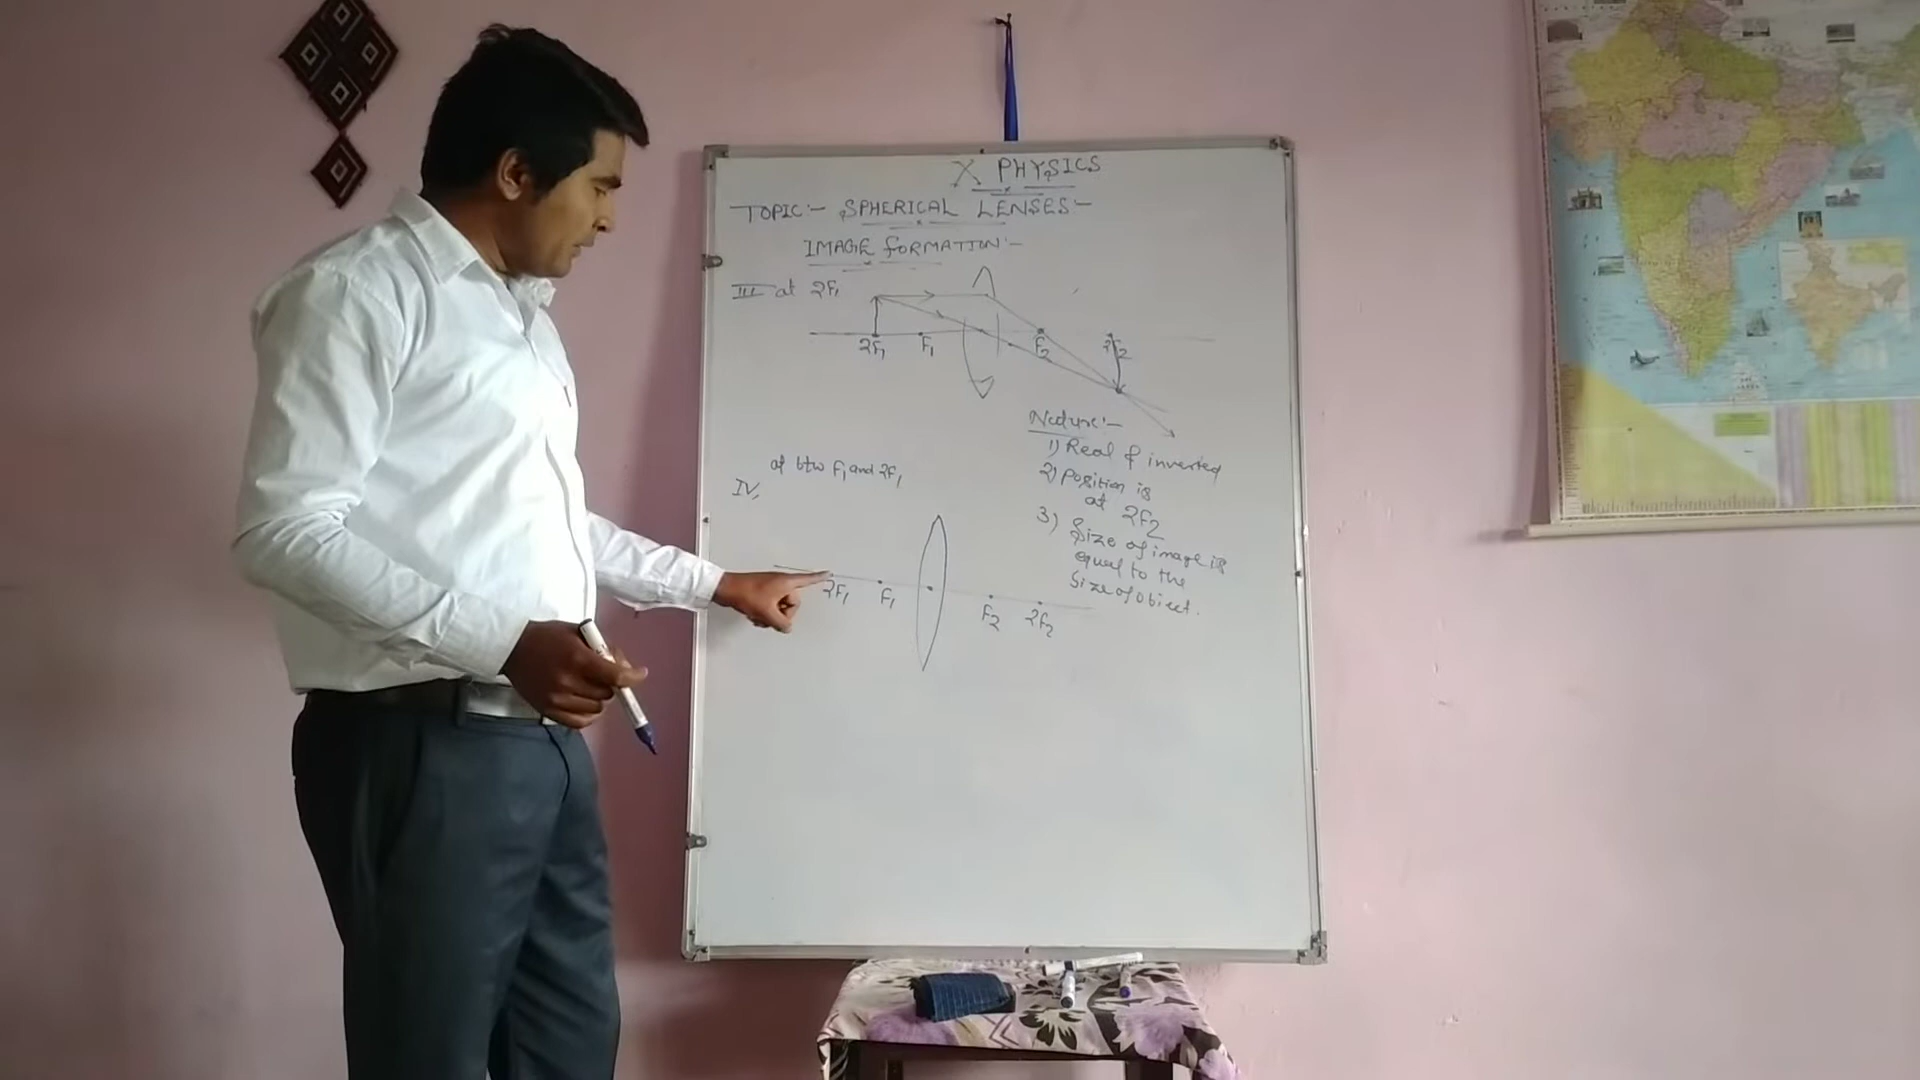 X PHYSICS
TOPIC:- SPHERICAL LENSES:-
IMAGE FORMATION:-
III at 2F1
2F1 F1 F2 2F2
Nature:-
1) Real & inverted
2) Position is
at 2F2
3) Size of image is
equal to the
Size of object.
IV, at btw F1 and 2F1
2F1 F1 F2 2F2